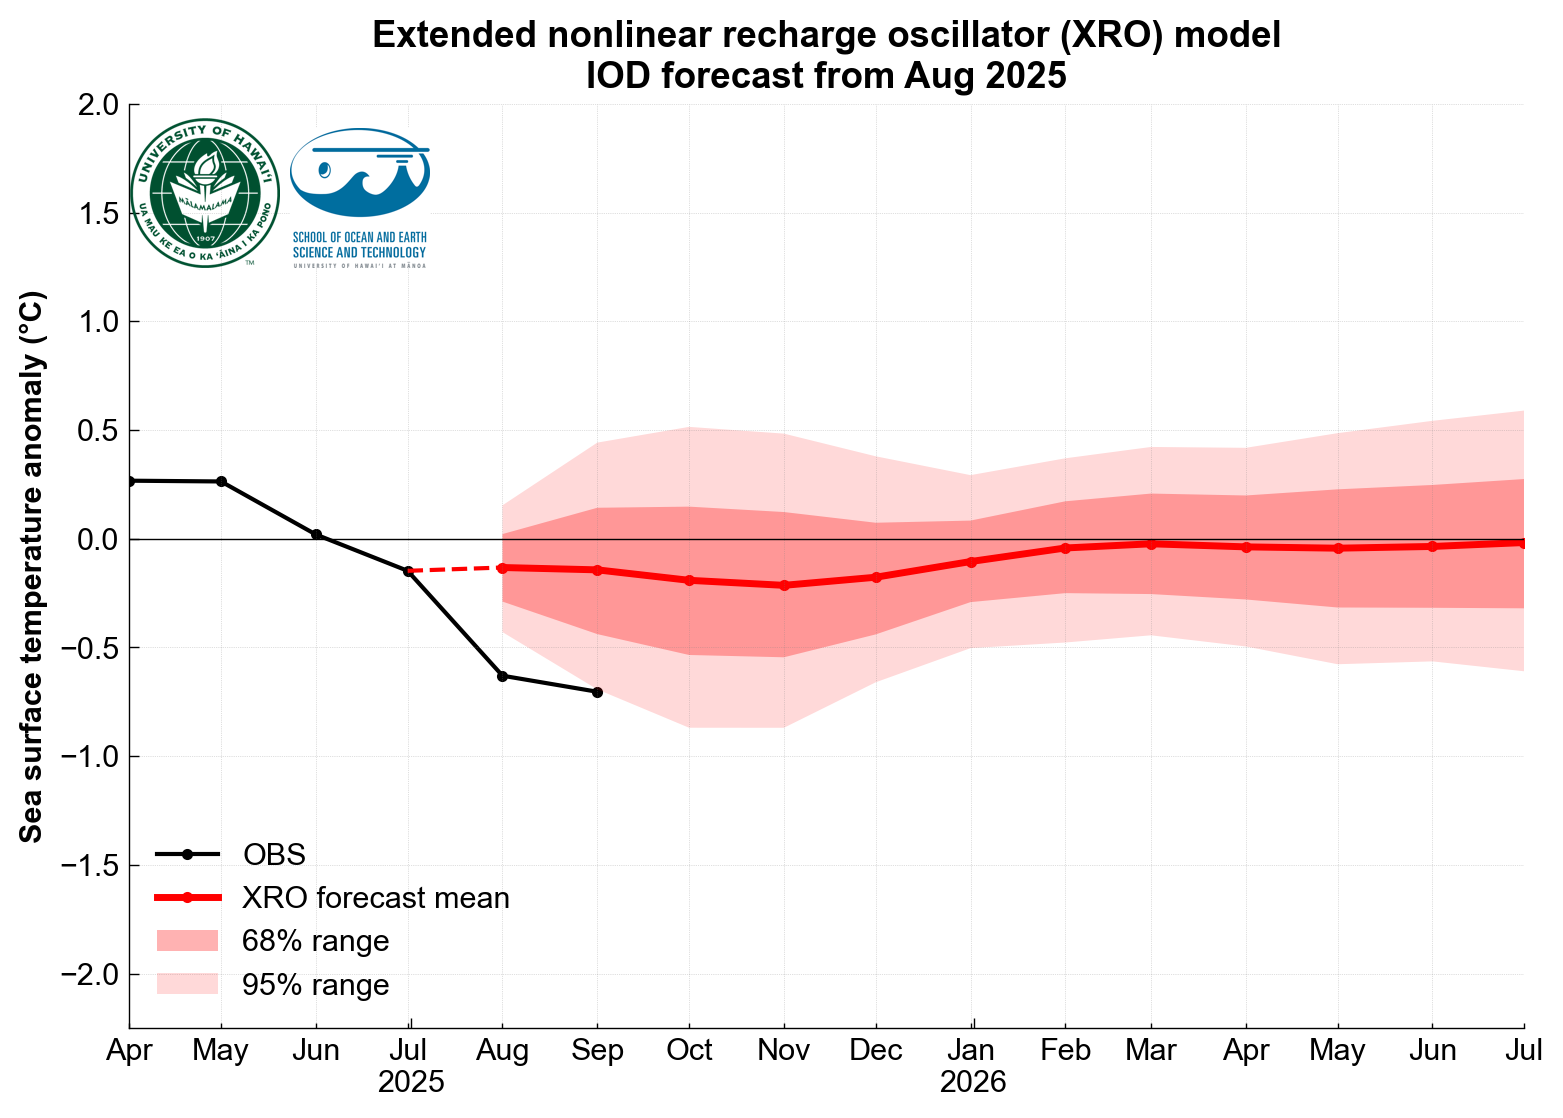 Extended nonlinear recharge oscillator (XRO) model
IOD forecast from Aug 2025
Sea surface temperature anomaly (°C)
2.0
1.5
1.0
0.5
0.0
−0.5
−1.0
−1.5
−2.0
UNIVERSITY OF HAWAIʻI
MĀLAMALAMA
1907
UA MAU KE EA O KA ʻĀINA I KA PONO
TM
SCHOOL OF OCEAN AND EARTH
SCIENCE AND TECHNOLOGY
UNIVERSITY OF HAWAIʻI AT MĀNOA
OBS
XRO forecast mean
68% range
95% range
Apr May Jun Jul Aug Sep Oct Nov Dec Jan Feb Mar Apr May Jun Jul
2025 2026